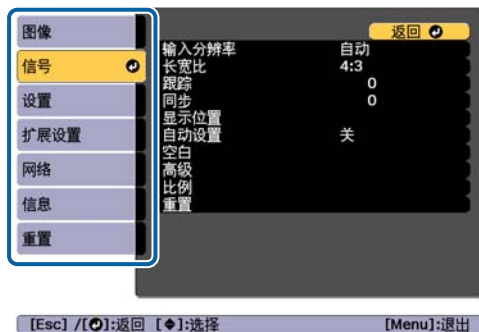 图像
信号
设置
扩展设置
网络
信息
重置
返回
输入分辨率 自动
长宽比 4:3
跟踪 0
同步 0
显示位置
自动设置 关
空白
高级
比例
重置
[Esc] /[]:返回 [◆]:选择 [Menu]:退出